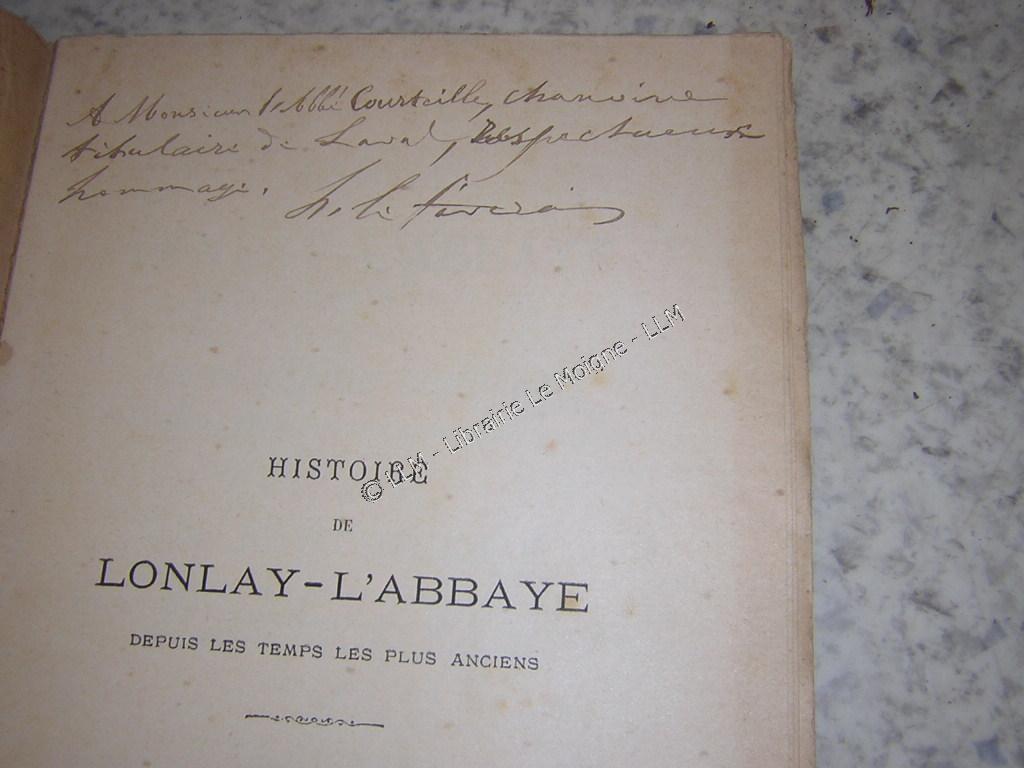 A Monsieur l'Abbé Courteille, chanoine
titulaire de Laval, Respectueux
hommage.
© LLM - Librairie Le Moigne - LLM
HISTOIRE
DE
LONLAY-L'ABBAYE
DEPUIS LES TEMPS LES PLUS ANCIENS